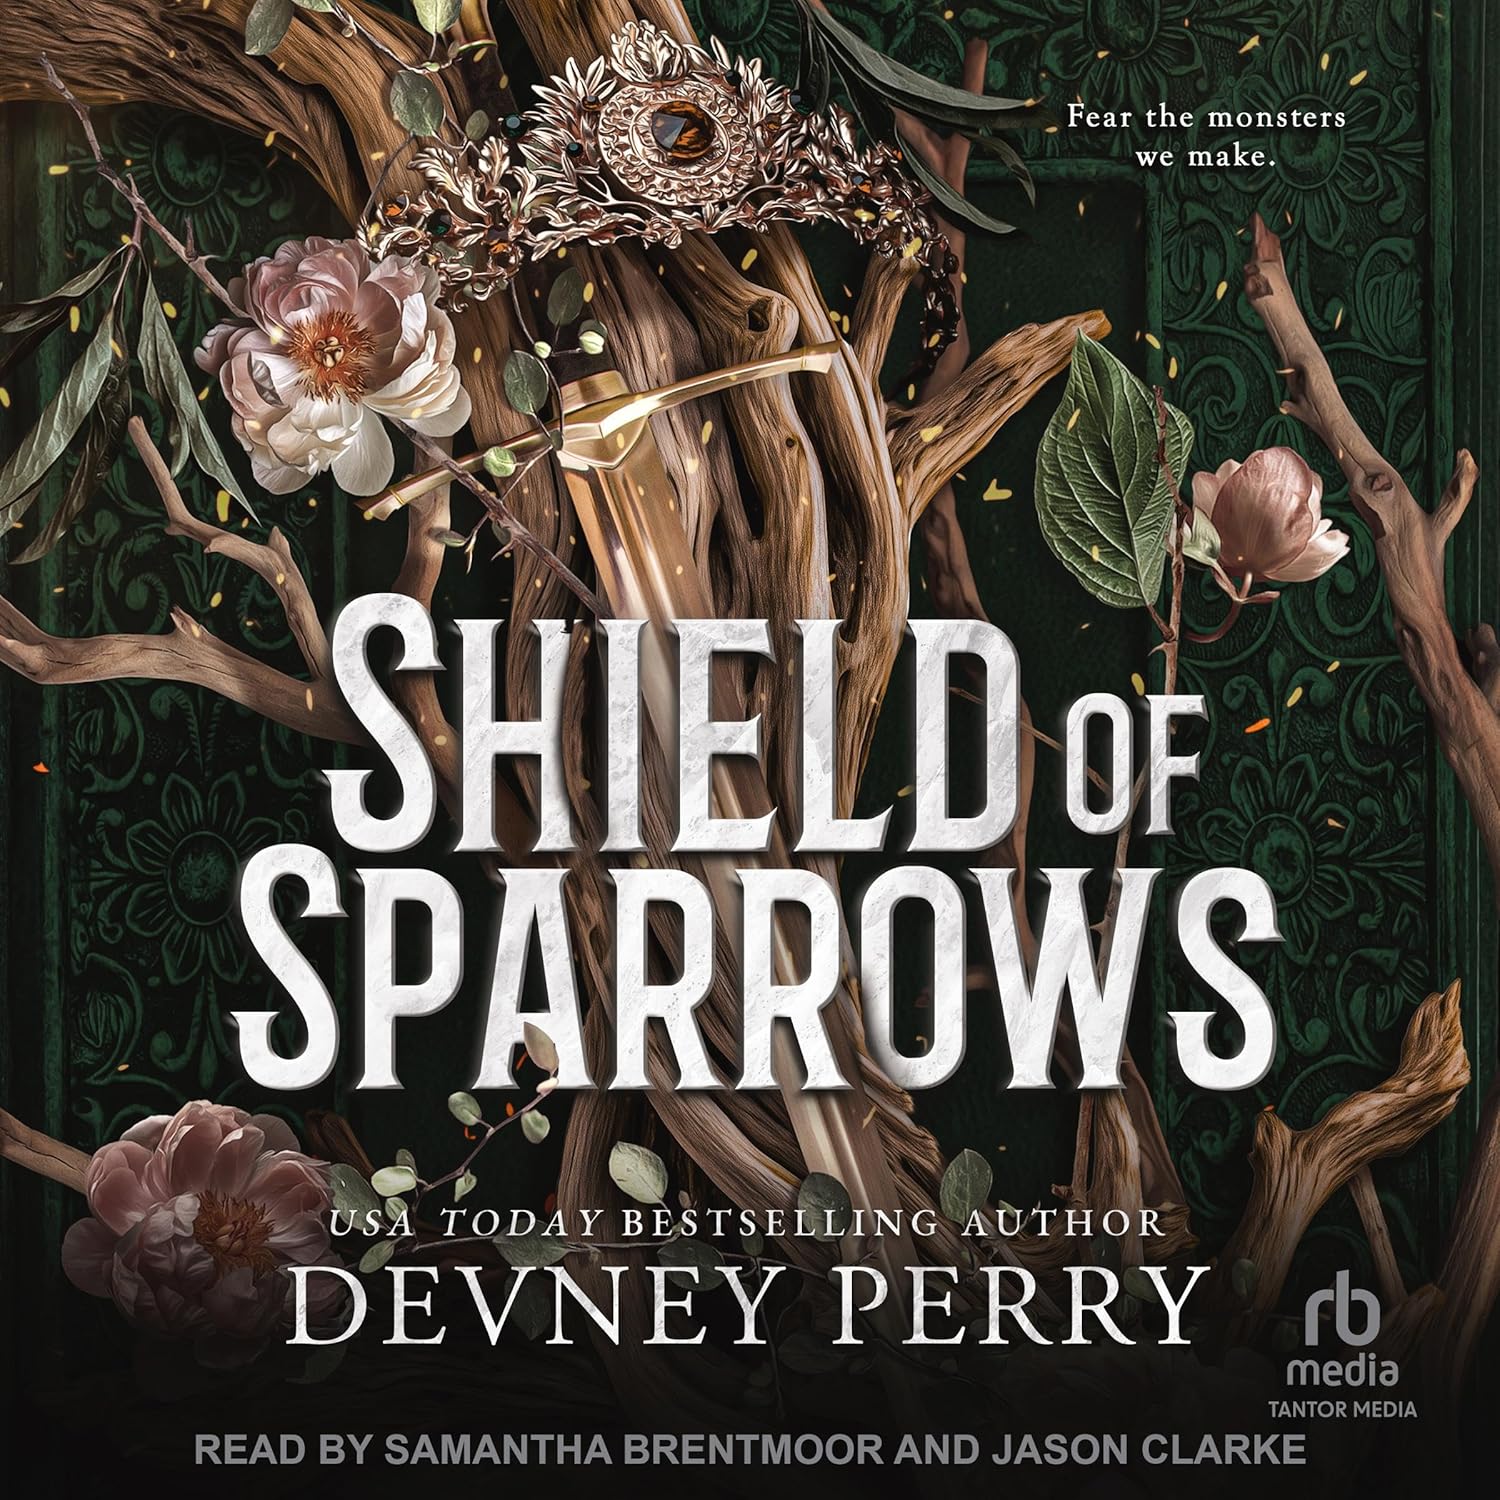 Fear the monsters
we make.
SHIELD OF
SPARROWS
USA TODAY BESTSELLING AUTHOR
DEVNEY PERRY
rb
media
TANTOR MEDIA
READ BY SAMANTHA BRENTMOOR AND JASON CLARKE